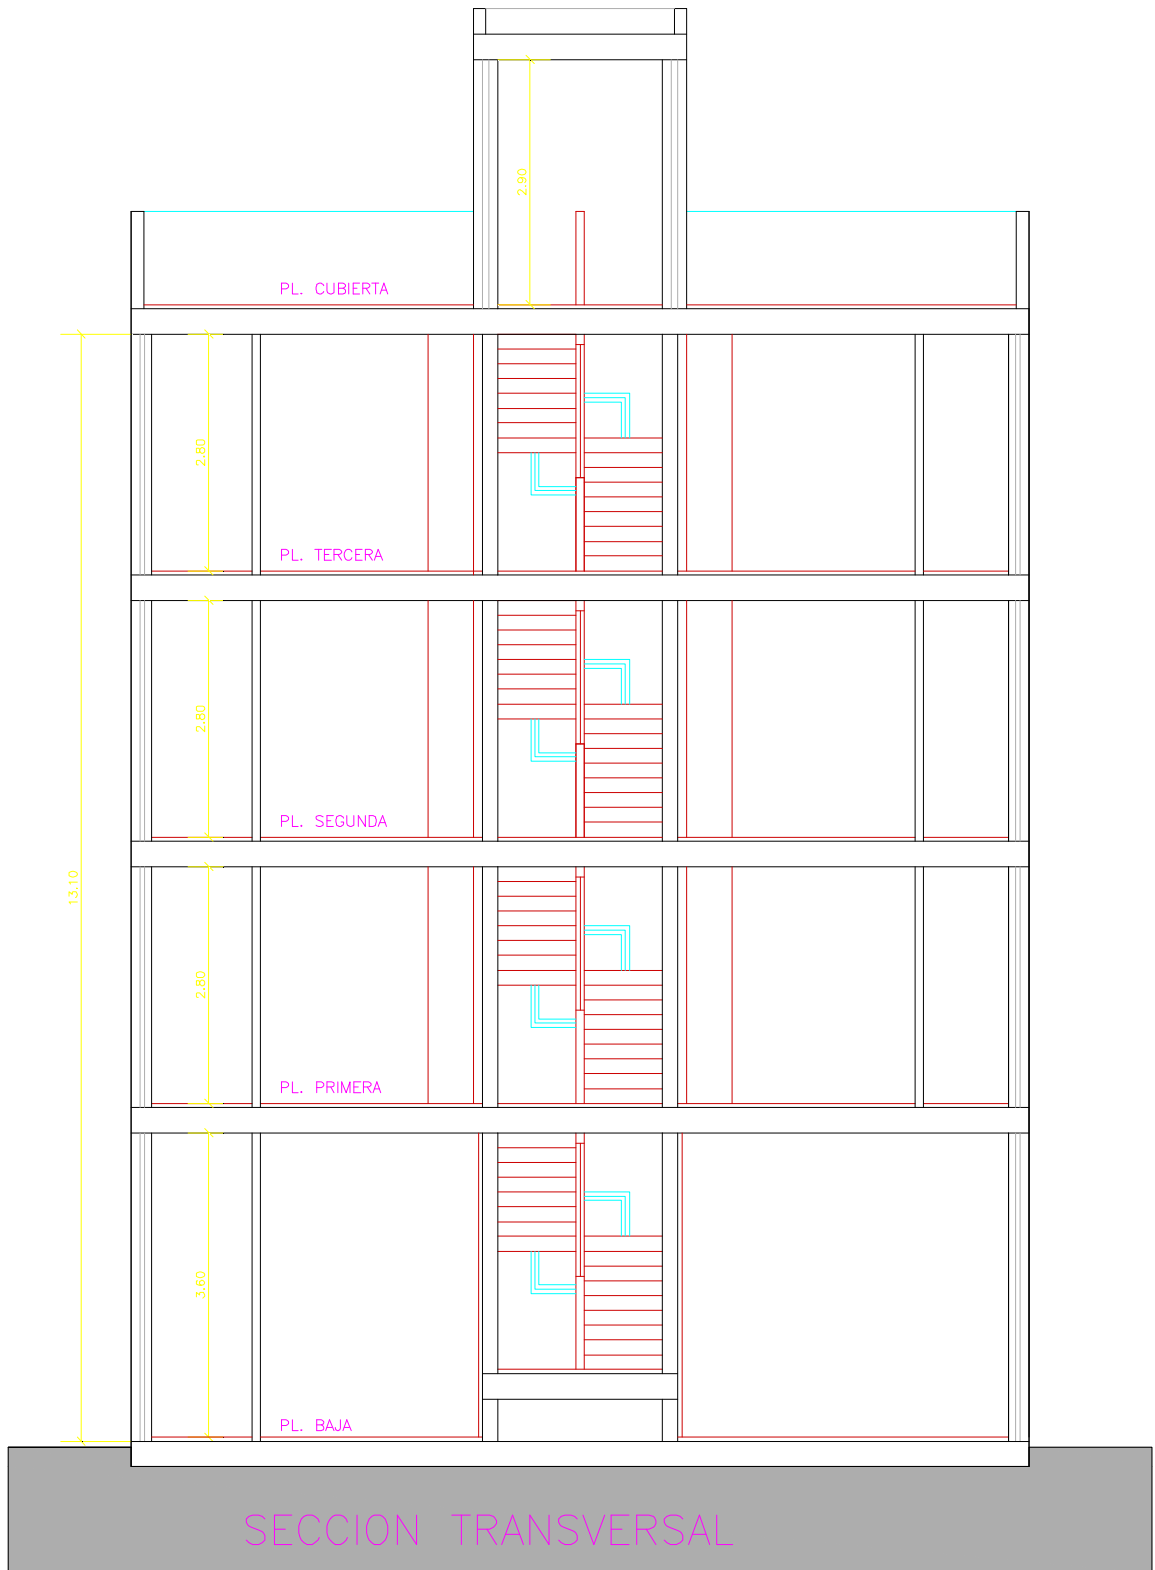 2.90
PL. CUBIERTA
2.80
PL. TERCERA
2.80
PL. SEGUNDA
13.10
2.80
PL. PRIMERA
3.60
PL. BAJA
SECCION TRANSVERSAL